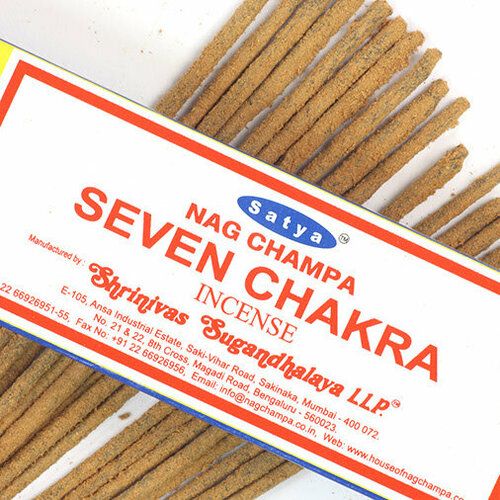 Satya TM
NAG CHAMPA
SEVEN CHAKRA
INCENSE
Manufactured by :
Shrinivas Sugandhalaya LLP.TM
E-105, Ansa Industrial Estate, Saki-Vihar Road, Sakinaka, Mumbai - 400 072.
No. 21 & 22, 8th Cross, Magadi Road, Bengaluru - 560023.
22 66926951-55, Fax No: +91 22 66926956, Email: info@nagchampa.co.in, Web: www.houseofnagchampa.com